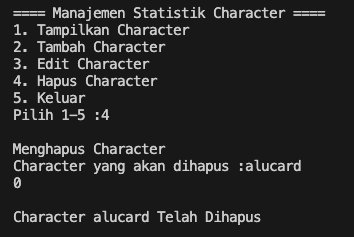 ==== Manajemen Statistik Character ====
1. Tampilkan Character
2. Tambah Character
3. Edit Character
4. Hapus Character
5. Keluar
Pilih 1-5 :4
Menghapus Character
Character yang akan dihapus :alucard
0
Character alucard Telah Dihapus